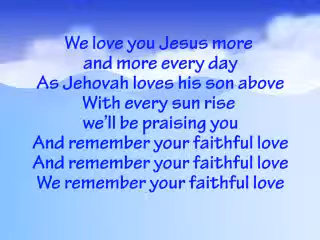 We love you Jesus more
and more every day
As Jehovah loves his son above
With every sun rise
we'll be praising you
And remember your faithful love
And remember your faithful love
We remember your faithful love